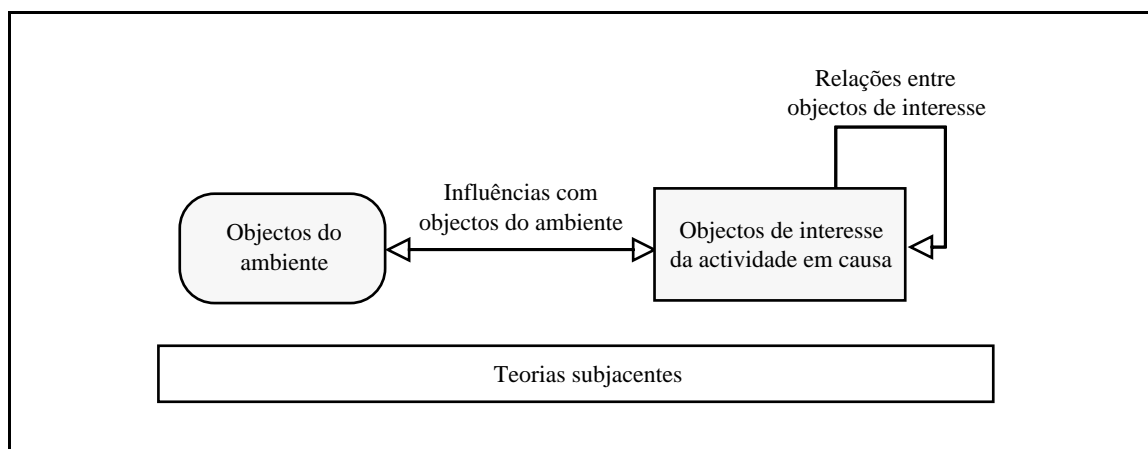 Relações entre
objectos de interesse
Influências com
objectos do ambiente
Objectos do
ambiente
Objectos de interesse
da actividade em causa
Teorias subjacentes